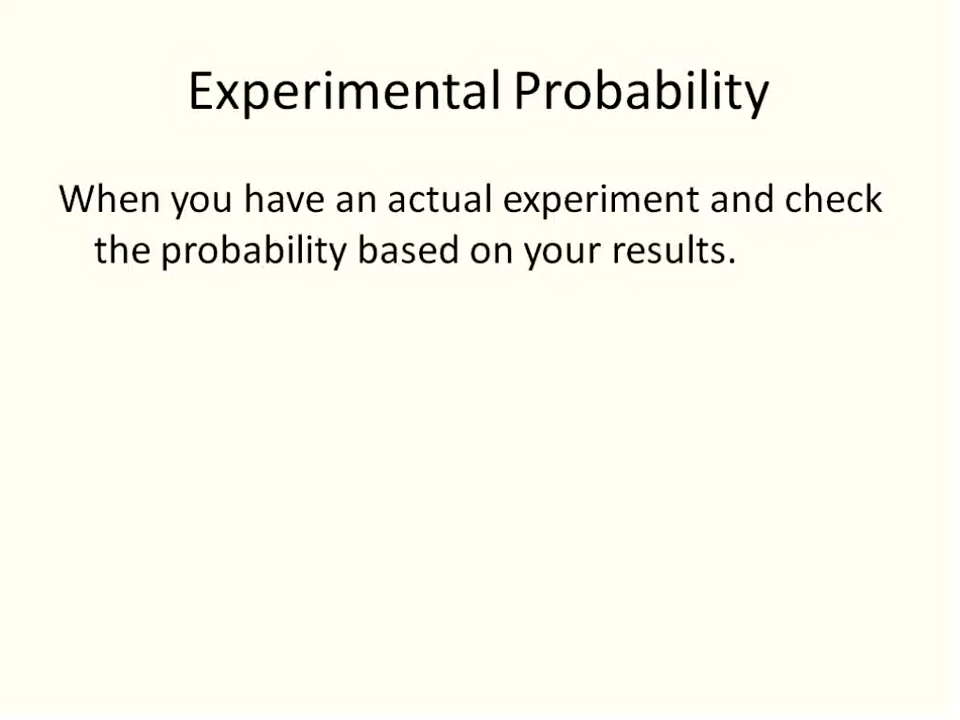 Experimental Probability
When you have an actual experiment and check
the probability based on your results.